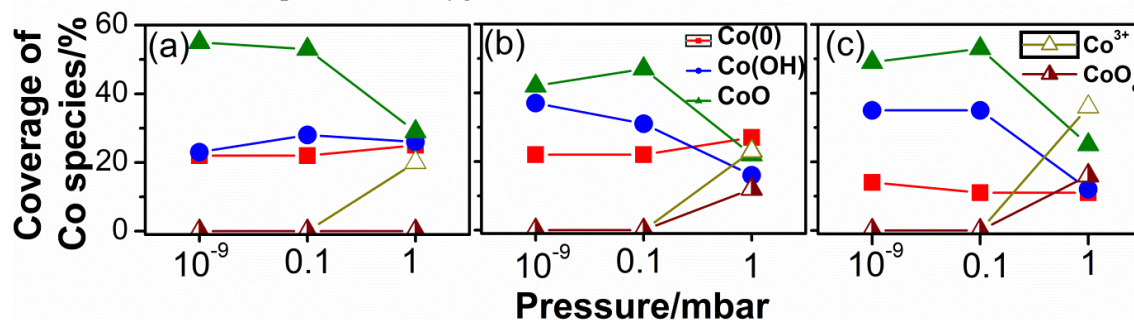 Coverage of
Co species/%
60
40
20
0
(a)
(b)
(c)
Co(0)
Co(OH)
CoO
Co3+
CoO
10-9
0.1
1
10-9
0.1
1
10-9
0.1
1
Pressure/mbar